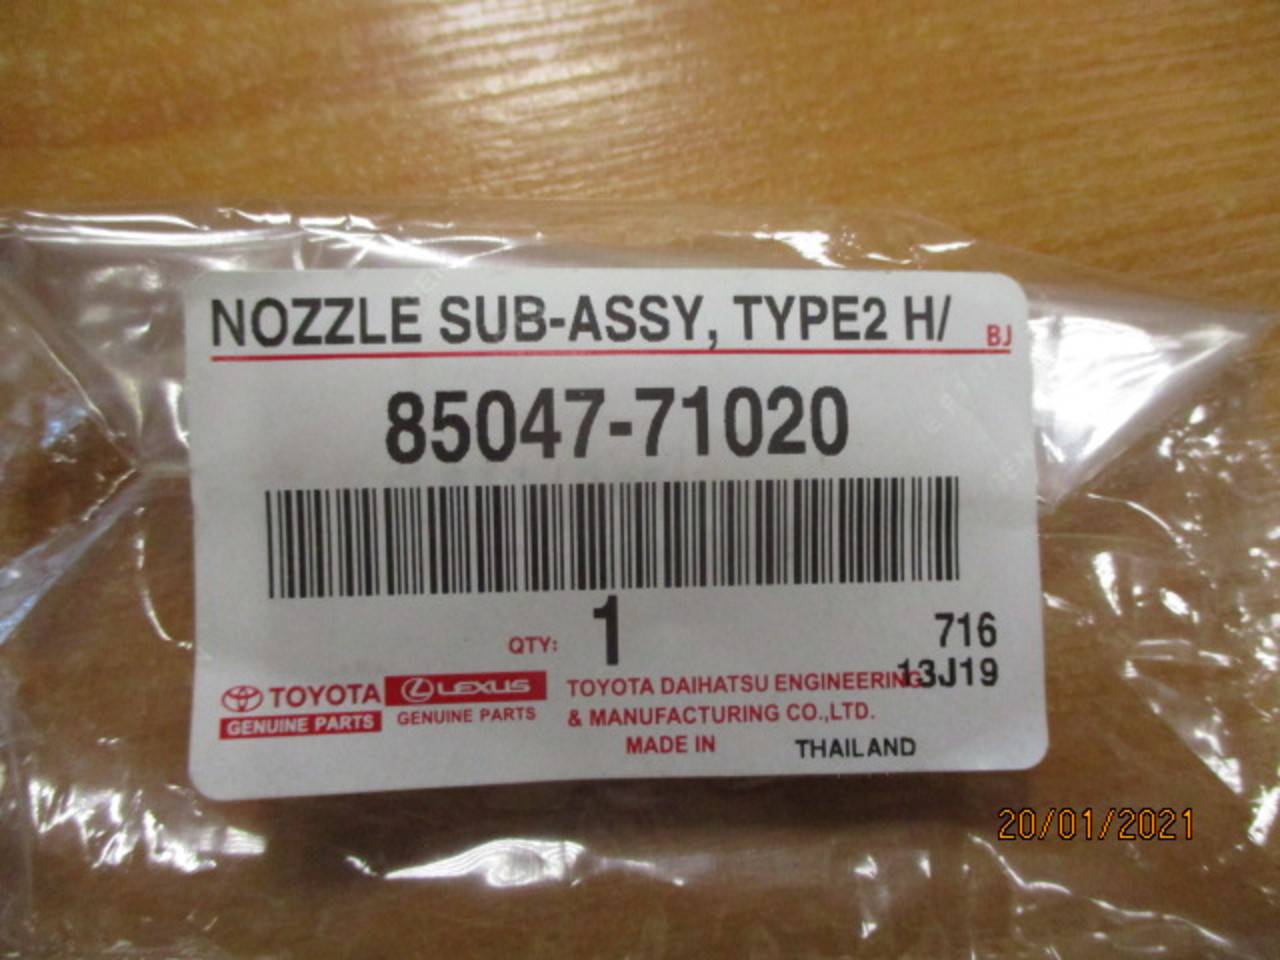 NOZZLE SUB-ASSY, TYPE2 H/ BJ
85047-71020
QTY: 1
716
13J19
TOYOTA
GENUINE PARTS
LEXUS
GENUINE PARTS
TOYOTA DAIHATSU ENGINEERING
& MANUFACTURING CO.,LTD.
MADE IN THAILAND
20/01/2021